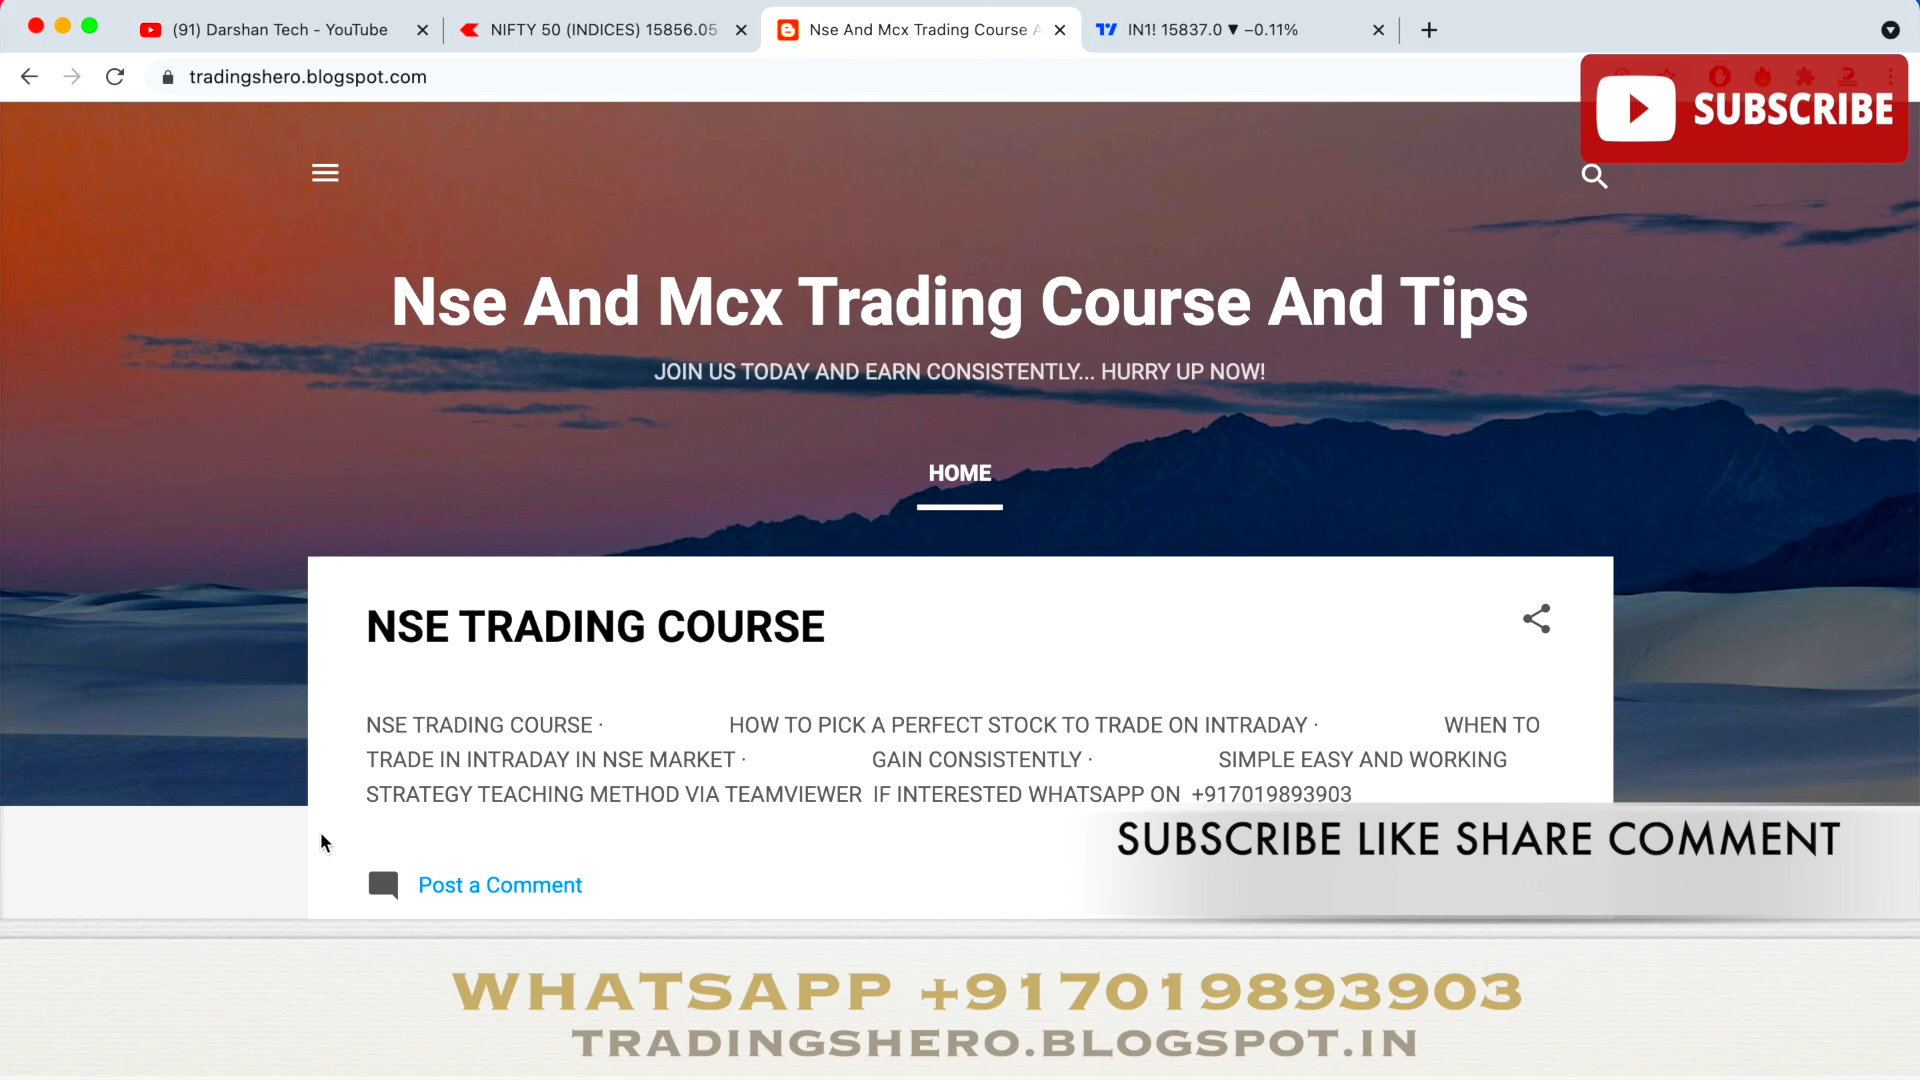 (91) Darshan Tech - YouTube
NIFTY 50 (INDICES) 15856.05
Nse And Mcx Trading Course A
IN1! 15837.0 ▼ −0.11%
tradingshero.blogspot.com
SUBSCRIBE
Nse And Mcx Trading Course And Tips
JOIN US TODAY AND EARN CONSISTENTLY... HURRY UP NOW!
HOME
NSE TRADING COURSE
NSE TRADING COURSE · HOW TO PICK A PERFECT STOCK TO TRADE ON INTRADAY · WHEN TO
TRADE IN INTRADAY IN NSE MARKET · GAIN CONSISTENTLY · SIMPLE EASY AND WORKING
STRATEGY TEACHING METHOD VIA TEAMVIEWER IF INTERESTED WHATSAPP ON +917019893903
SUBSCRIBE LIKE SHARE COMMENT
Post a Comment
WHATSAPP +917019893903
TRADINGSHERO.BLOGSPOT.IN